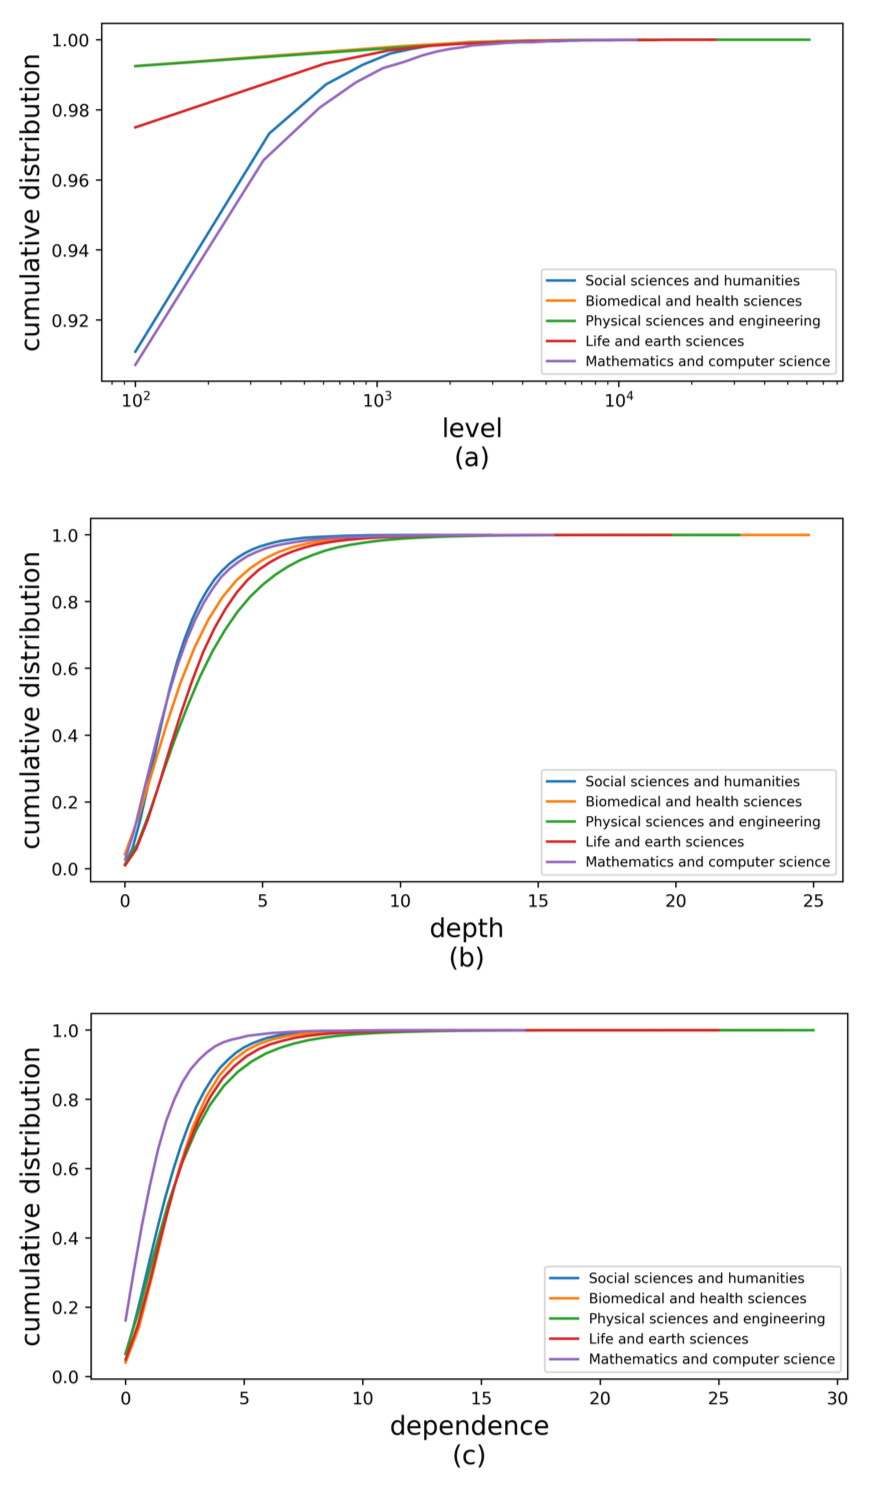 1.00
0.98
0.96
0.94
0.92
cumulative distribution
Social sciences and humanities
Biomedical and health sciences
Physical sciences and engineering
Life and earth sciences
Mathematics and computer science
10² 10³ 10⁴
level
(a)
1.0
0.8
0.6
0.4
0.2
0.0
cumulative distribution
Social sciences and humanities
Biomedical and health sciences
Physical sciences and engineering
Life and earth sciences
Mathematics and computer science
0 5 10 15 20 25
depth
(b)
1.0
0.8
0.6
0.4
0.2
0.0
cumulative distribution
Social sciences and humanities
Biomedical and health sciences
Physical sciences and engineering
Life and earth sciences
Mathematics and computer science
0 5 10 15 20 25 30
dependence
(c)